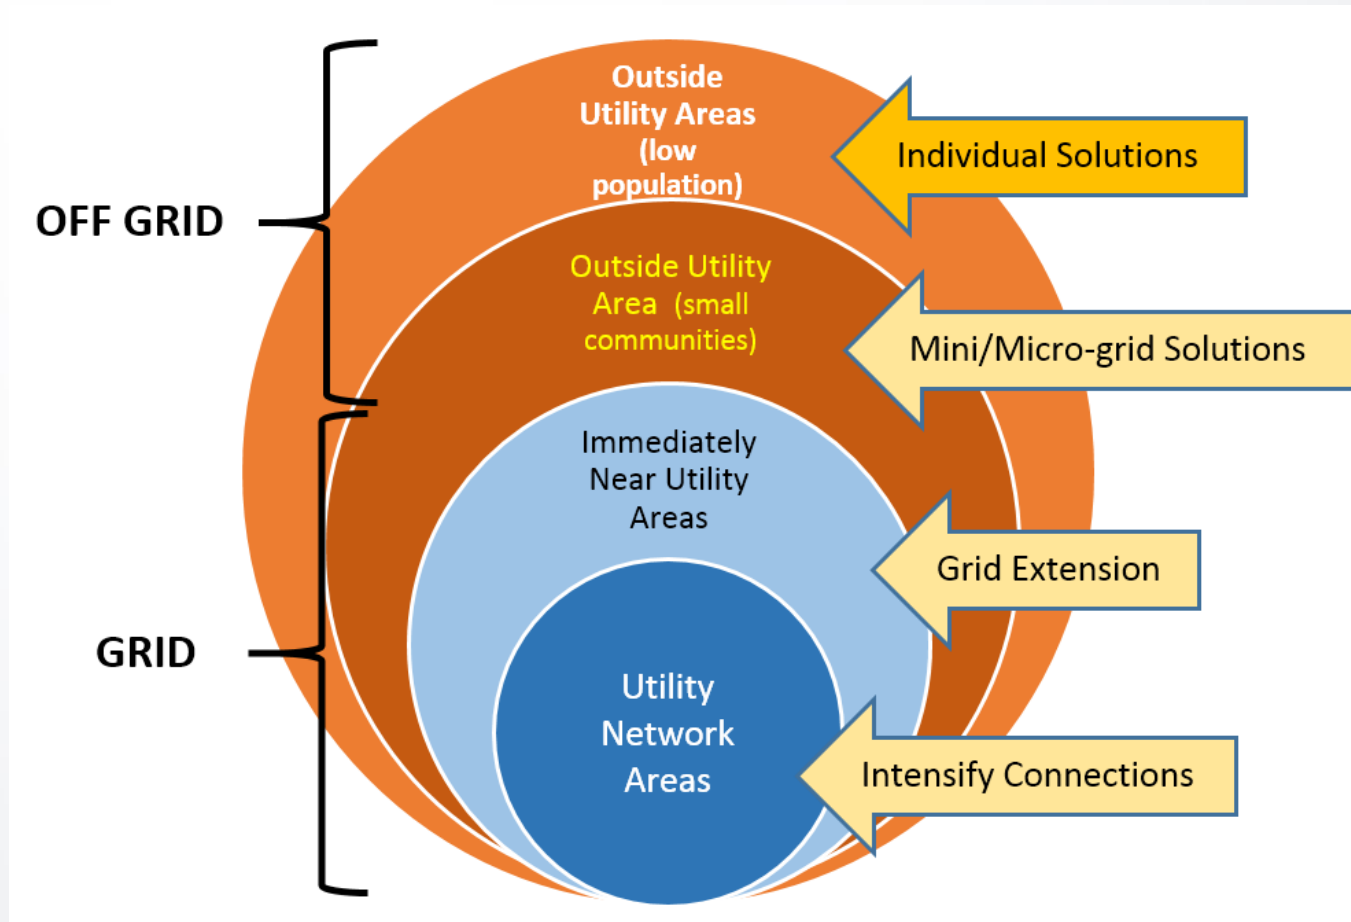 Outside
Utility Areas
(low
population)
Individual Solutions
OFF GRID
Outside Utility
Area (small
communities)
Mini/Micro-grid Solutions
Immediately
Near Utility
Areas
Grid Extension
GRID
Utility
Network
Areas
Intensify Connections